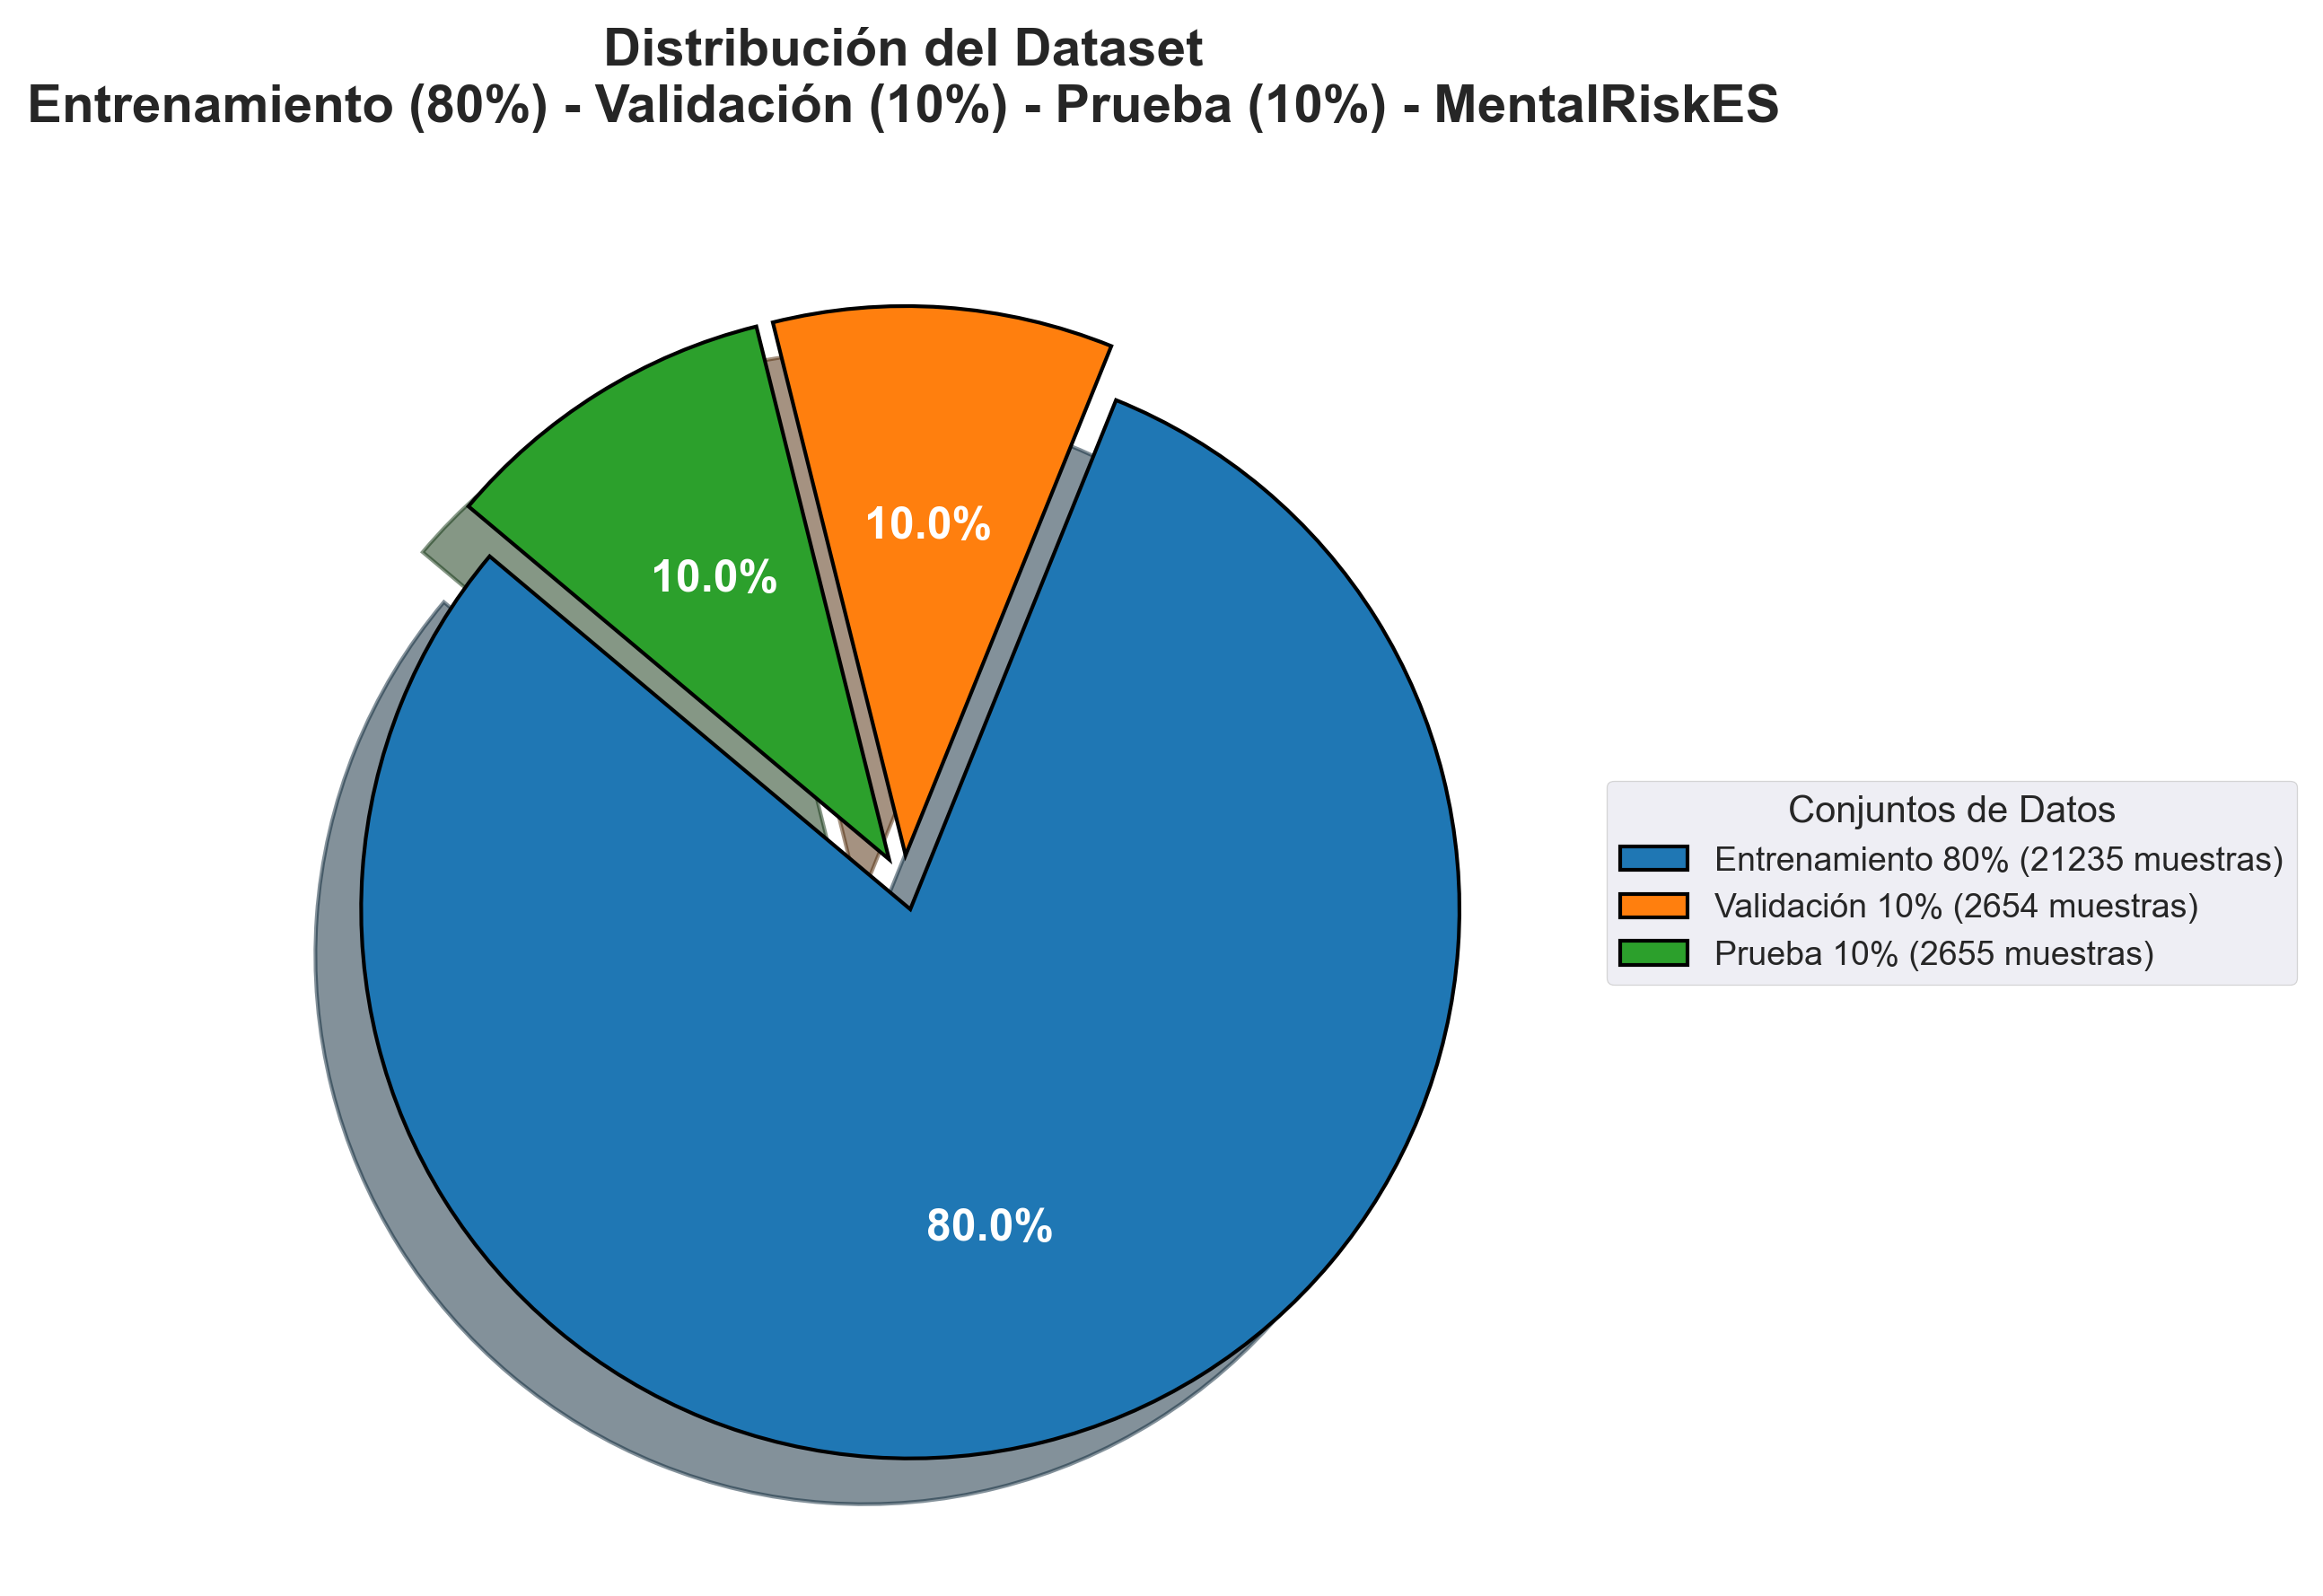 Distribución del Dataset
Entrenamiento (80%) - Validación (10%) - Prueba (10%) - MentalRiskES
10.0%
10.0%
80.0%
Conjuntos de Datos
Entrenamiento 80% (21235 muestras)
Validación 10% (2654 muestras)
Prueba 10% (2655 muestras)